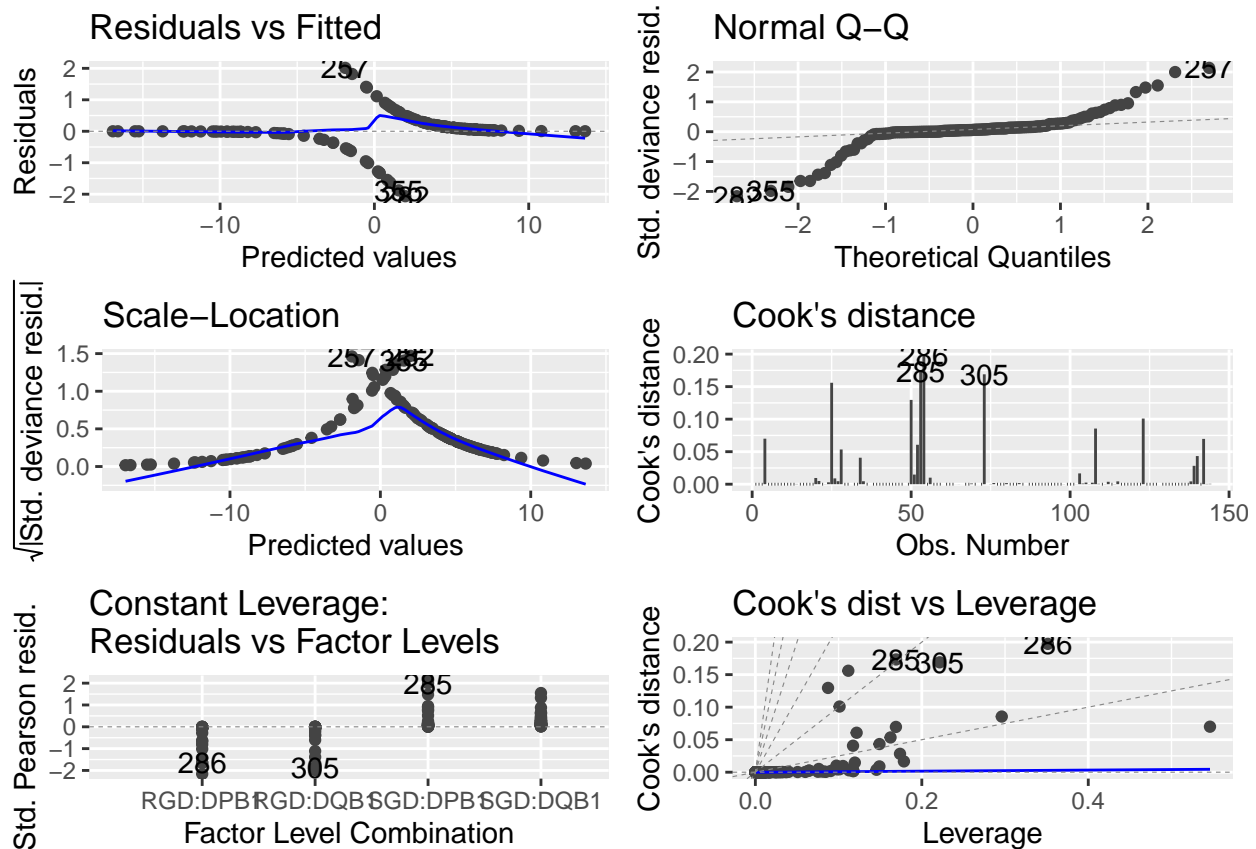 Residuals vs Fitted
Residuals
2
1
0
−1
−2
257
355
−10
0
10
Predicted values
Normal Q−Q
Std. deviance resid.
2
1
0
−1
−2
257
355
−2
−1
0
1
2
Theoretical Quantiles
Scale−Location
√|Std. deviance resid.|
1.5
1.0
0.5
0.0
257
355
−10
0
10
Predicted values
Cook's distance
Cook's distance
0.20
0.15
0.10
0.05
0.00
286
285
305
0
50
100
150
Obs. Number
Constant Leverage:
Residuals vs Factor Levels
Std. Pearson resid.
2
1
0
−1
−2
285
286
305
RGD:DPB1
RGD:DQB1
SGD:DPB1
SGD:DQB1
Factor Level Combination
Cook's dist vs Leverage
Cook's distance
0.20
0.15
0.10
0.05
0.00
285
305
286
0.0
0.2
0.4
Leverage